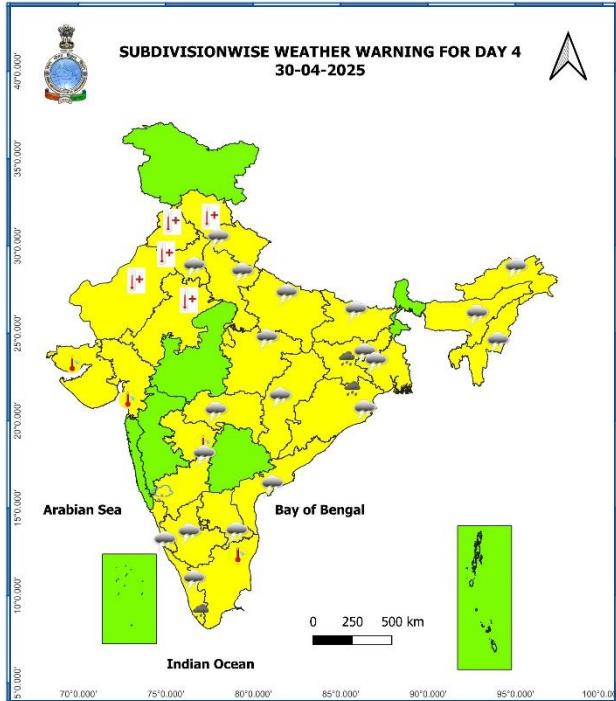 SUBDIVISIONWISE WEATHER WARNING FOR DAY 4
30-04-2025
40°0.000'
35°0.000'
30°0.000'
25°0.000'
20°0.000'
15°0.000'
10°0.000'
5°0.000'
Arabian Sea
Bay of Bengal
0 250 500 km
Indian Ocean
70°0.000' 75°0.000' 80°0.000' 85°0.000' 90°0.000' 95°0.000' 100°0.000'